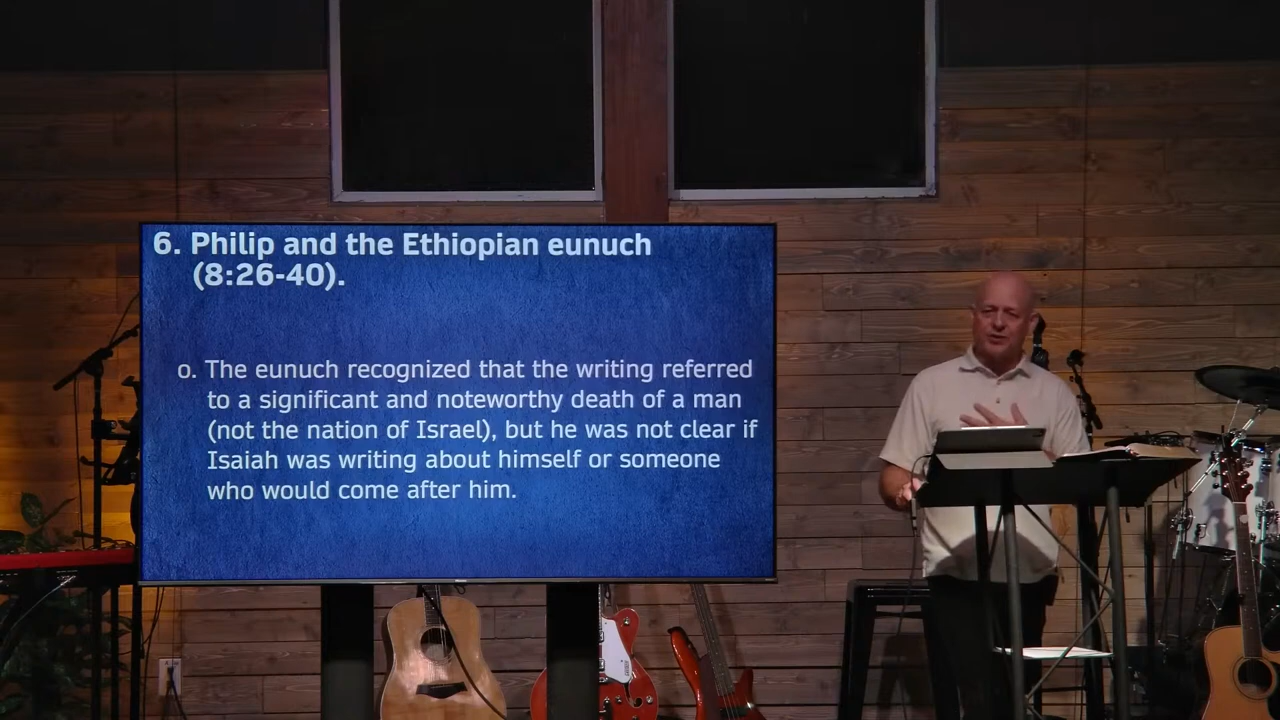 6. Philip and the Ethiopian eunuch
(8:26-40).
o. The eunuch recognized that the writing referred
to a significant and noteworthy death of a man
(not the nation of Israel), but he was not clear if
Isaiah was writing about himself or someone
who would come after him.